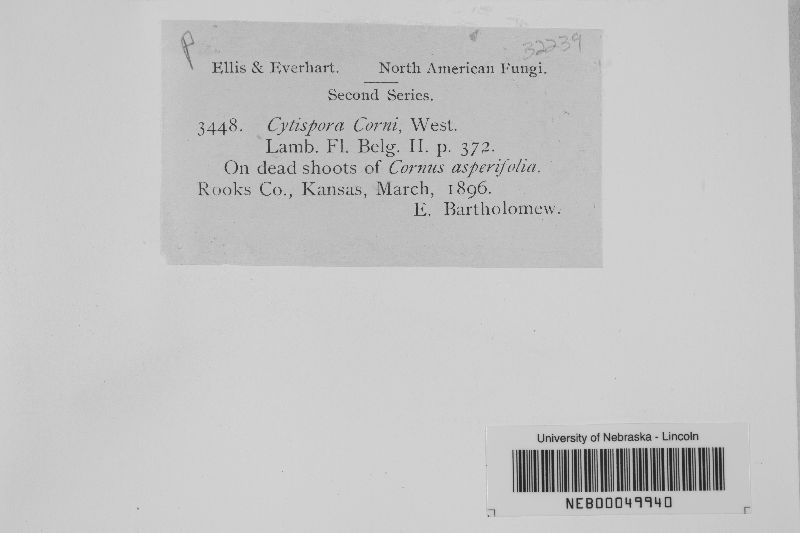 P 32239
Ellis & Everhart. North American Fungi.
Second Series.
3448. Cytispora Corni, West.
Lamb. Fl. Belg. II. p. 372.
On dead shoots of Cornus asperifolia.
Rooks Co., Kansas, March, 1896.
E. Bartholomew.
University of Nebraska - Lincoln
NEB00049940